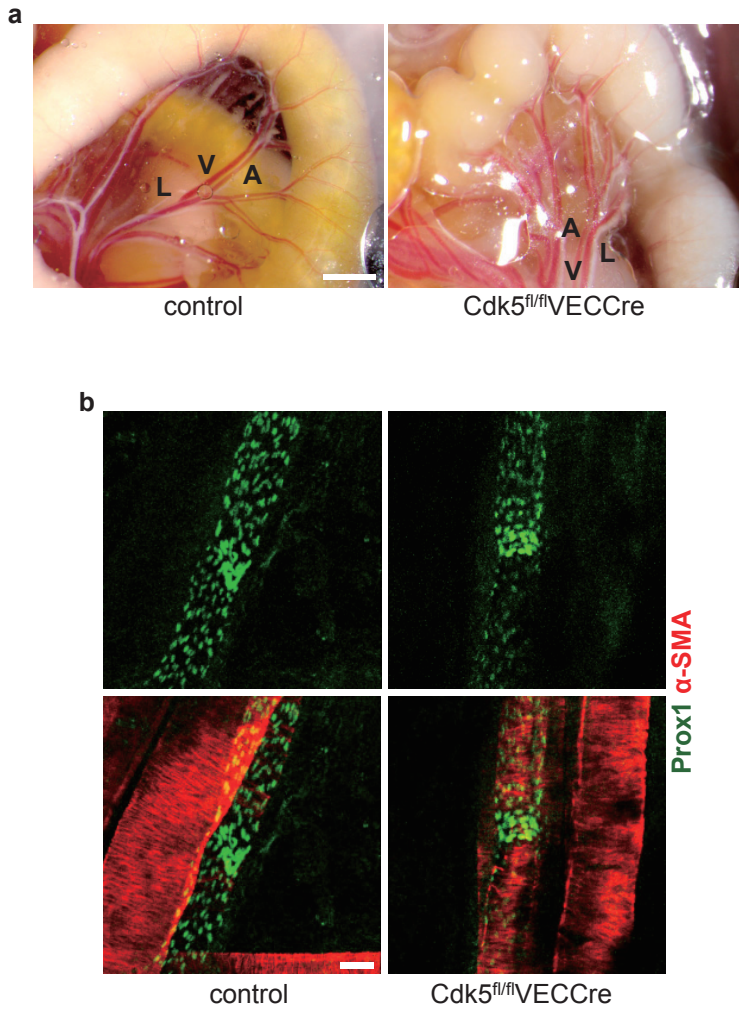 a
L V A
A L V
control Cdk5fl/flVECCre
b
Prox1 α-SMA
control Cdk5fl/flVECCre